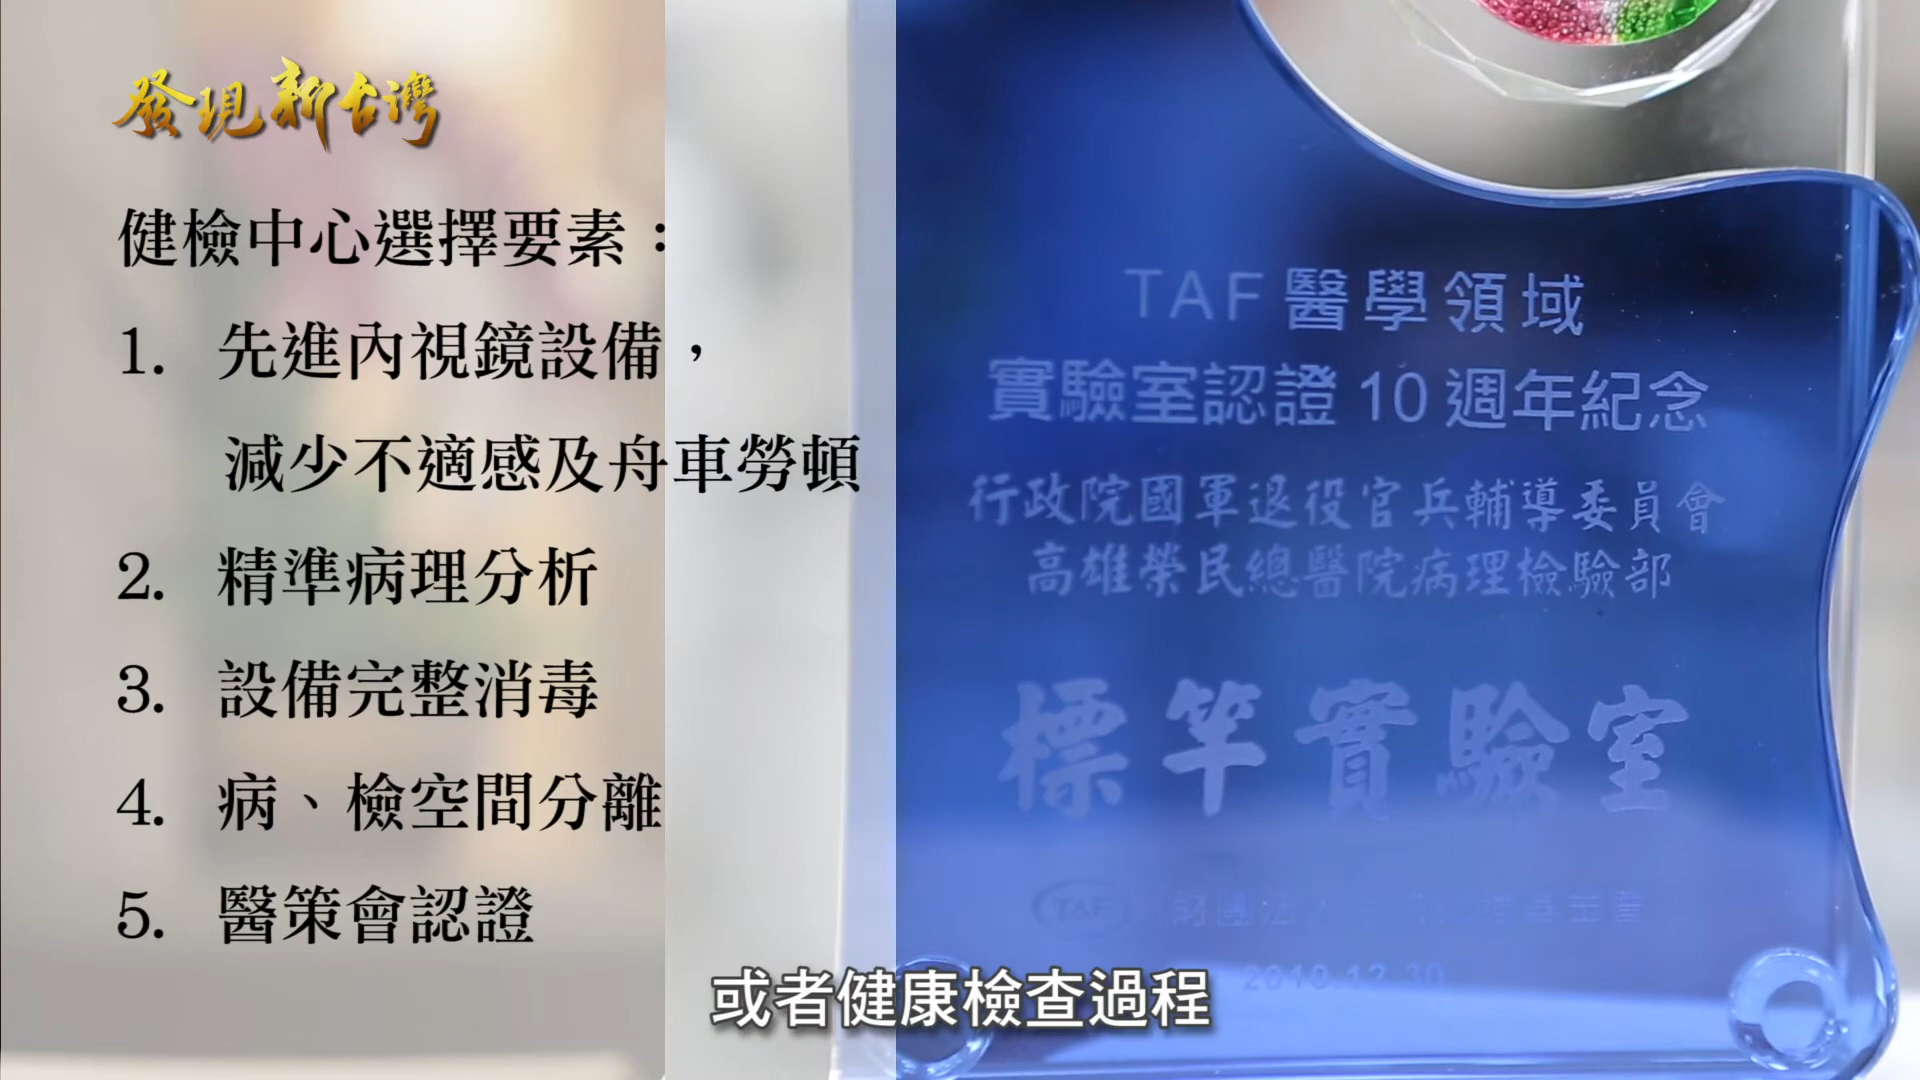 發現新台灣
健檢中心選擇要素：
1. 先進內視鏡設備，
減少不適感及舟車勞頓
2. 精準病理分析
3. 設備完整消毒
4. 病、檢空間分離
5. 醫策會認證
TAF 醫學領域
實驗室認證 10 週年紀念
行政院國軍退役官兵輔導委員會
高雄榮民總醫院病理檢驗部
標竿實驗室
TAF 財團法人
或者健康檢查過程